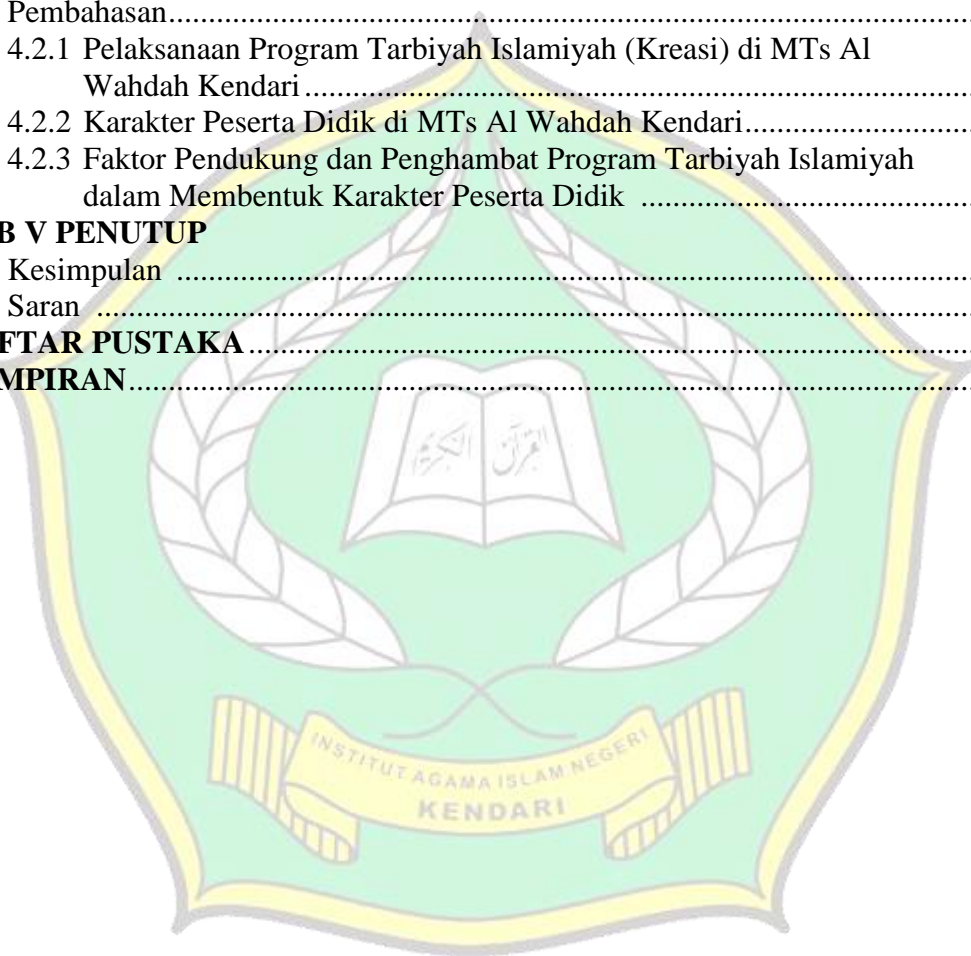 Pembahasan................................................................................................
4.2.1 Pelaksanaan Program Tarbiyah Islamiyah (Kreasi) di MTs Al
Wahdah Kendari................................................................................
4.2.2 Karakter Peserta Didik di MTs Al Wahdah Kendari............................
4.2.3 Faktor Pendukung dan Penghambat Program Tarbiyah Islamiyah
dalam Membentuk Karakter Peserta Didik .........................................
B V PENUTUP
Kesimpulan ................................................................................................
Saran .........................................................................................................
FTAR PUSTAKA.......................................................................................
MPIRAN.....................................................................................................
القرآن الكريم
INSTITUT AGAMA ISLAM NEGERI
KENDARI